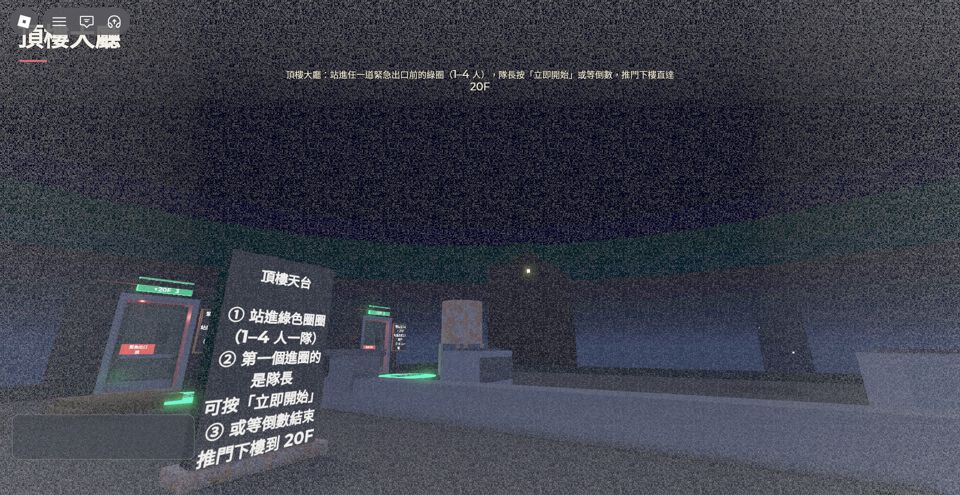 頂樓大廳
頂樓大廳：站進任一道緊急出口前的綠圈（1–4 人），隊長按「立即開始」或等倒數，推門下樓直達
20F
頂樓天台
① 站進綠色圈圈
（1–4 人一隊）
② 第一個進圈的
是隊長
可按「立即開始」
③ 或等倒數結束
推門下樓到 20F